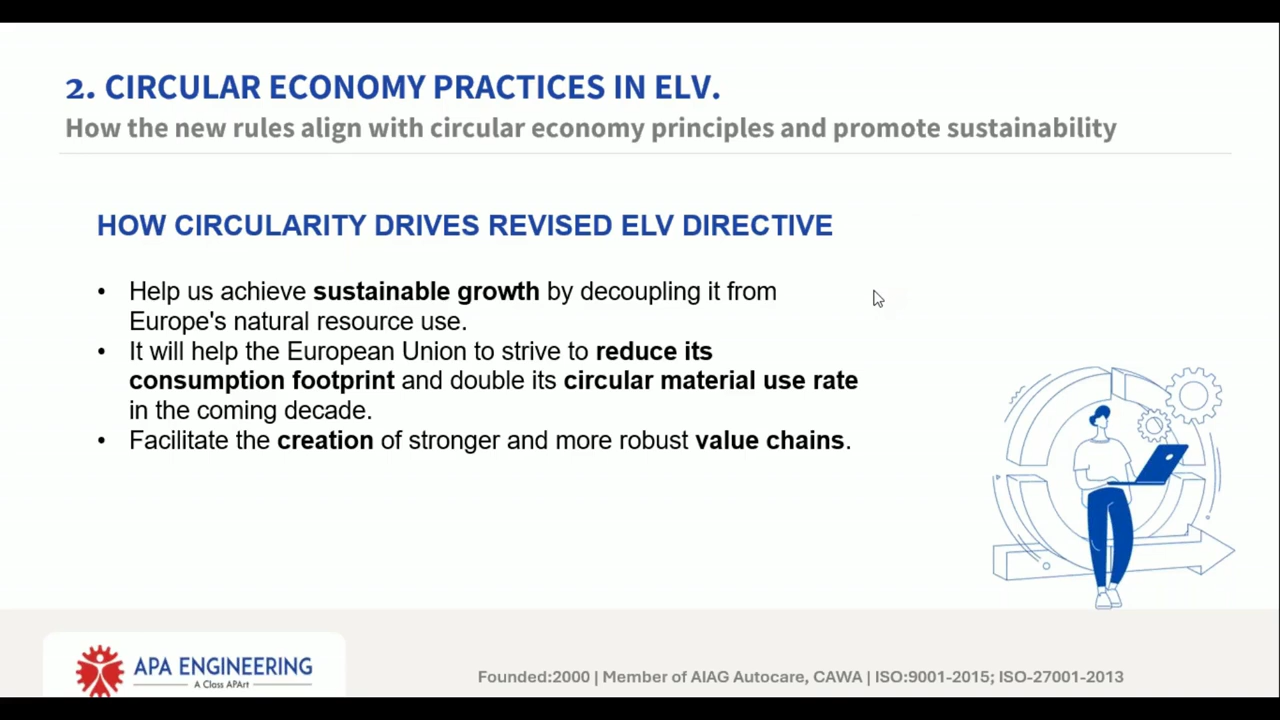 2. CIRCULAR ECONOMY PRACTICES IN ELV.
How the new rules align with circular economy principles and promote sustainability
HOW CIRCULARITY DRIVES REVISED ELV DIRECTIVE
• Help us achieve sustainable growth by decoupling it from
Europe's natural resource use.
• It will help the European Union to strive to reduce its
consumption footprint and double its circular material use rate
in the coming decade.
• Facilitate the creation of stronger and more robust value chains.
APA ENGINEERING
A Class APArt
Founded:2000 | Member of AIAG Autocare, CAWA | ISO:9001-2015; ISO-27001-2013